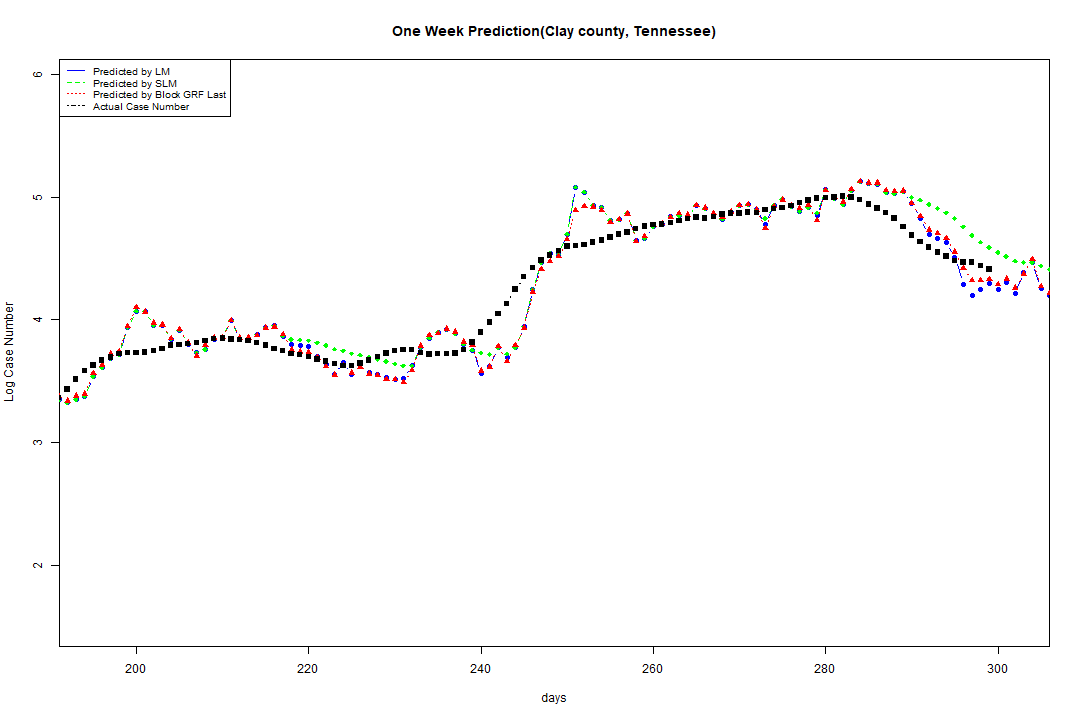 One Week Prediction(Clay county, Tennessee)
Predicted by LM
Predicted by SLM
Predicted by Block GRF Last
Actual Case Number
6
5
4
3
2
Log Case Number
200 220 240 260 280 300
days